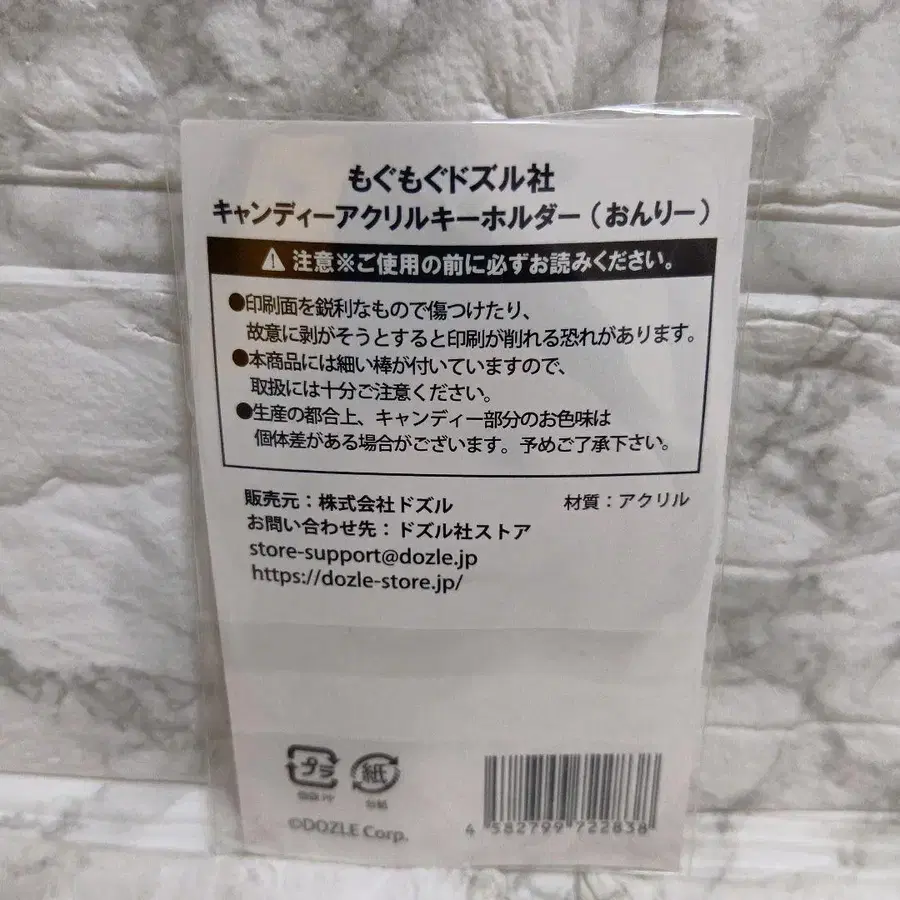 もぐもぐドズル社
キャンディーアクリルキーホルダー（おんりー）
注意※ご使用の前に必ずお読みください。
●印刷面を鋭利なもので傷つけたり、
故意に剥がそうとすると印刷が削れる恐れがあります。
●本商品には細い棒が付いていますので、
取扱には十分ご注意ください。
●生産の都合上、キャンディー部分のお色味は
個体差がある場合がございます。予めご了承下さい。
販売元：株式会社ドズル 材質：アクリル
お問い合わせ先：ドズル社ストア
store-support@dozle.jp
https://dozle-store.jp/
プラ 紙
台紙
©DOZLE Corp.
4 582799 722838